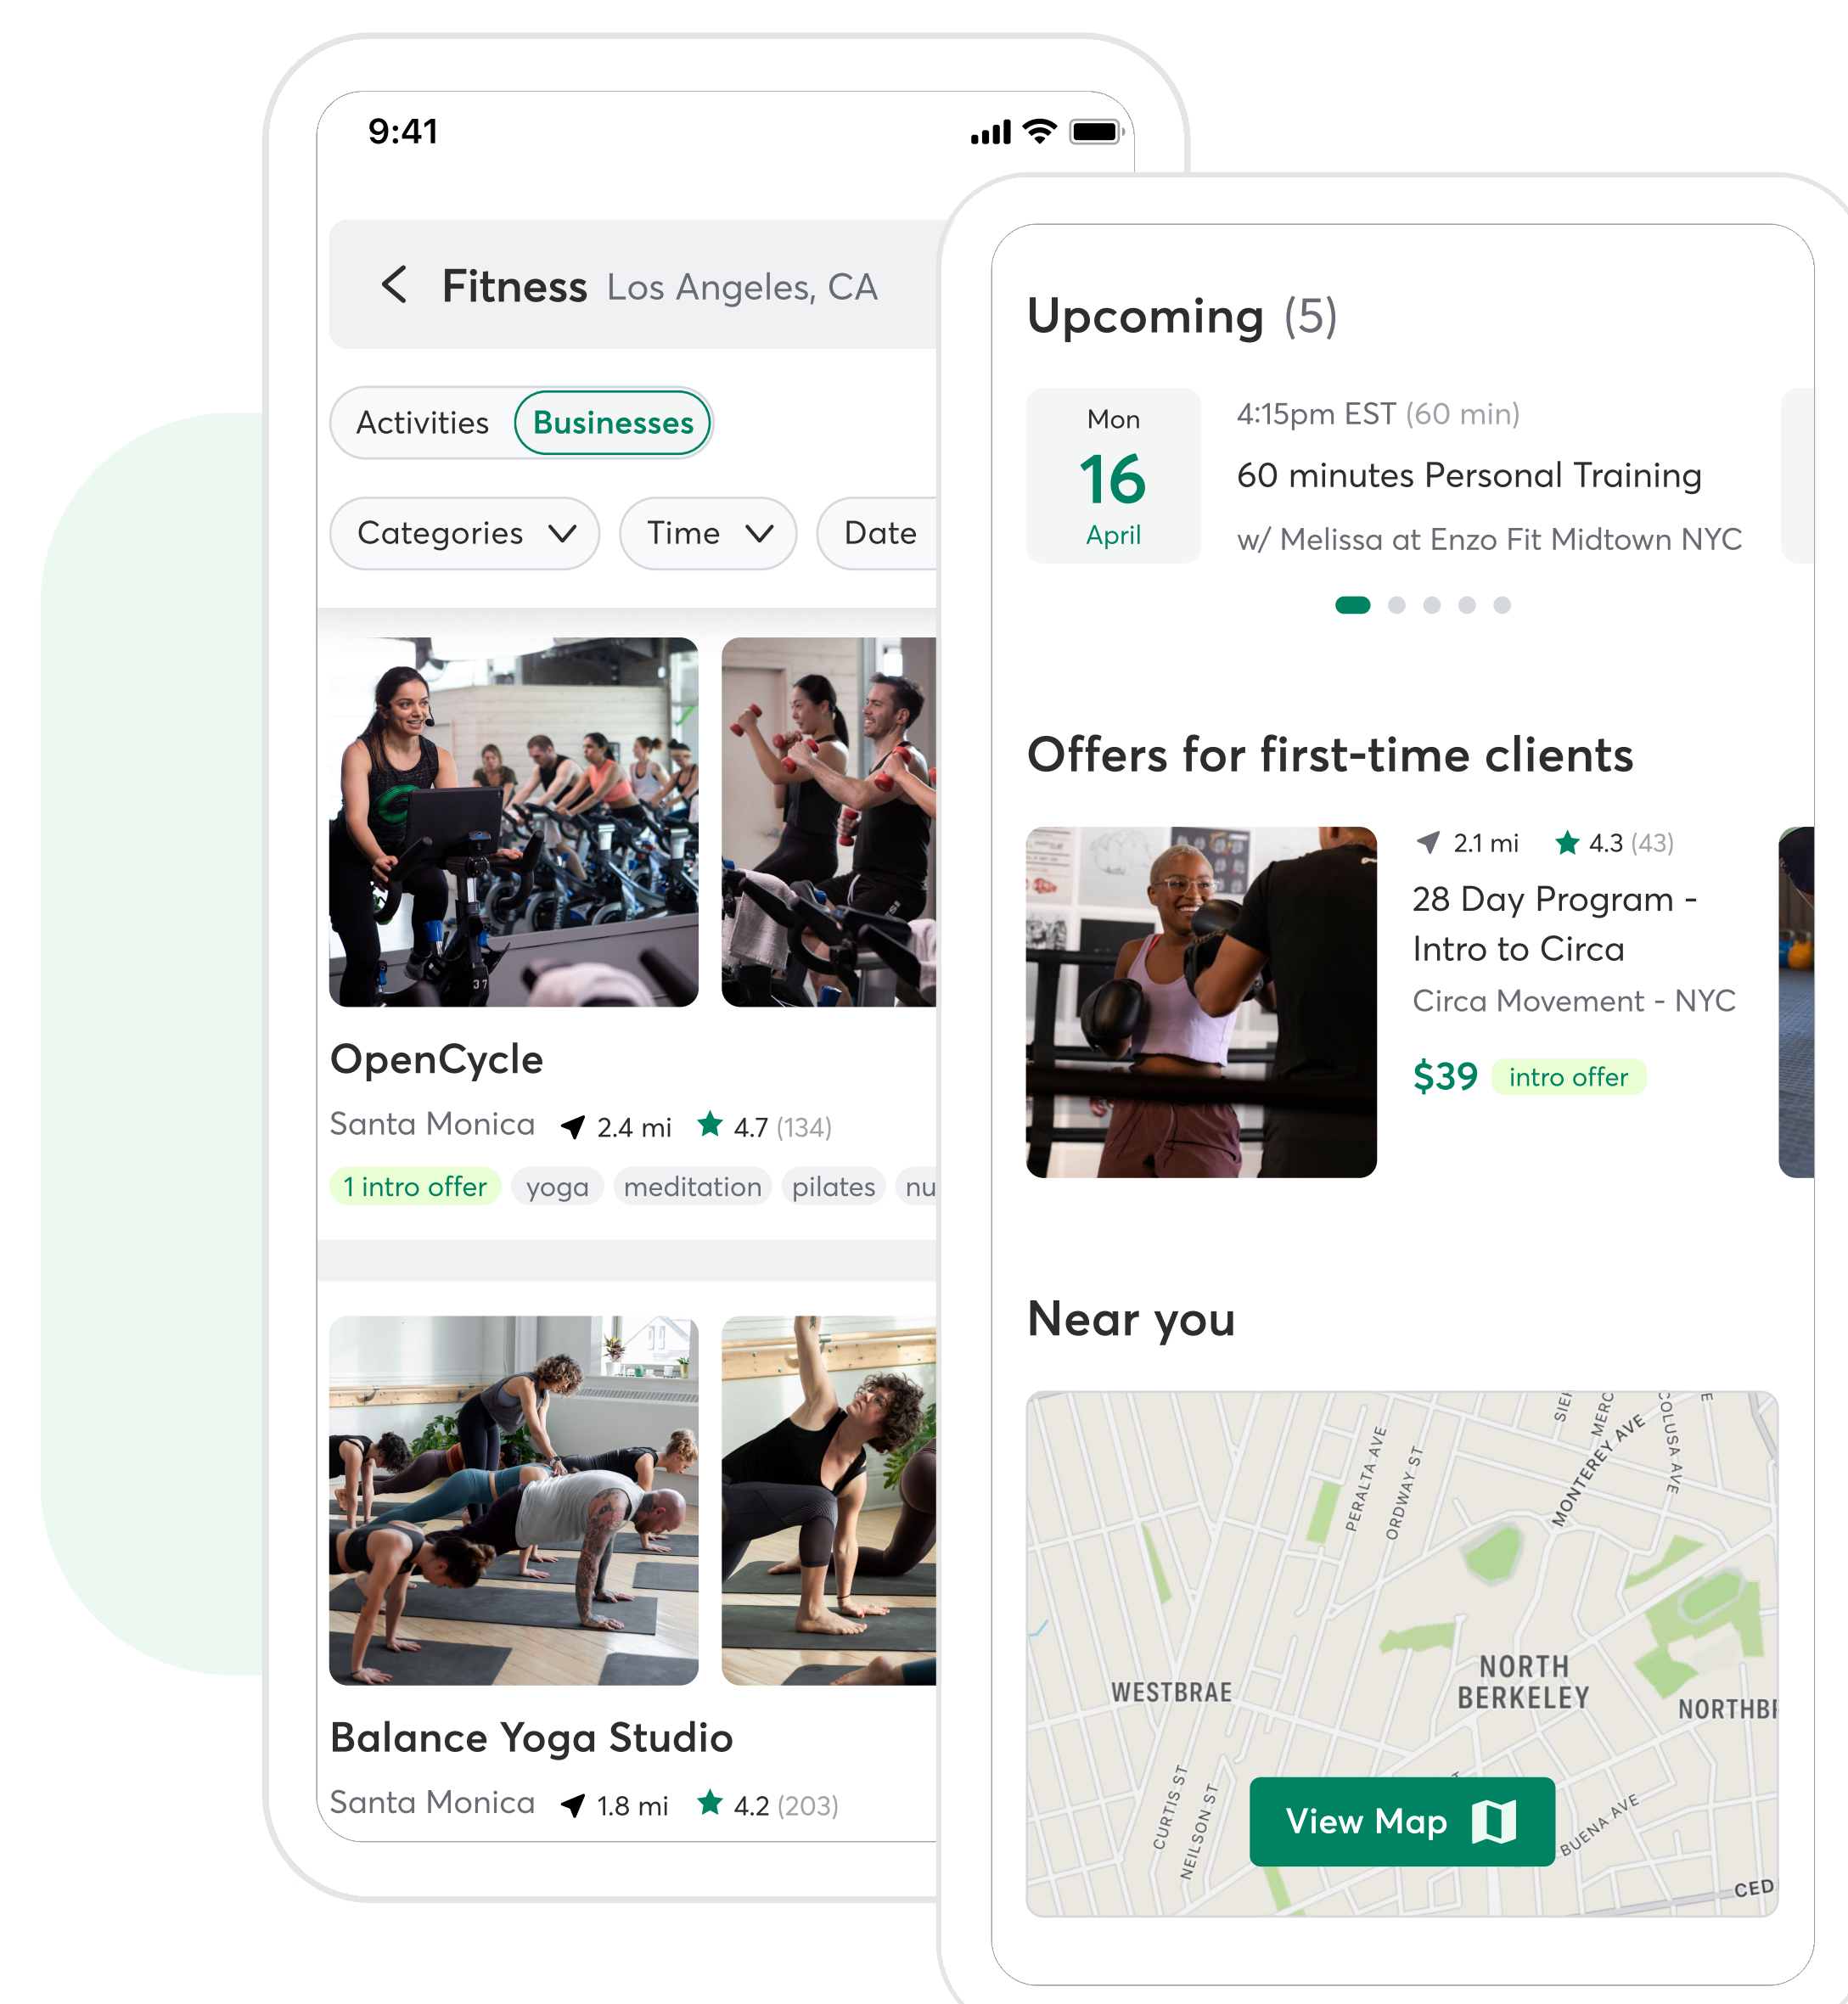 9:41
Fitness Los Angeles, CA
Activities Businesses
Categories Time Date
OpenCycle
Santa Monica 2.4 mi 4.7 (134)
1 intro offer yoga meditation pilates nu
Balance Yoga Studio
Santa Monica 1.8 mi 4.2 (203)
Upcoming (5)
Mon
16
April
4:15pm EST (60 min)
60 minutes Personal Training
w/ Melissa at Enzo Fit Midtown NYC
Offers for first-time clients
2.1 mi 4.3 (43)
28 Day Program -
Intro to Circa
Circa Movement - NYC
$39 intro offer
Near you
PERALTA AVE
ORDWAY ST
MONTEREY AVE
MERC
COLUSA AVE
WESTBRAE
NORTH
BERKELEY
CURTIS ST
NEILSON ST
View Map
BUENA AVE
CED
37